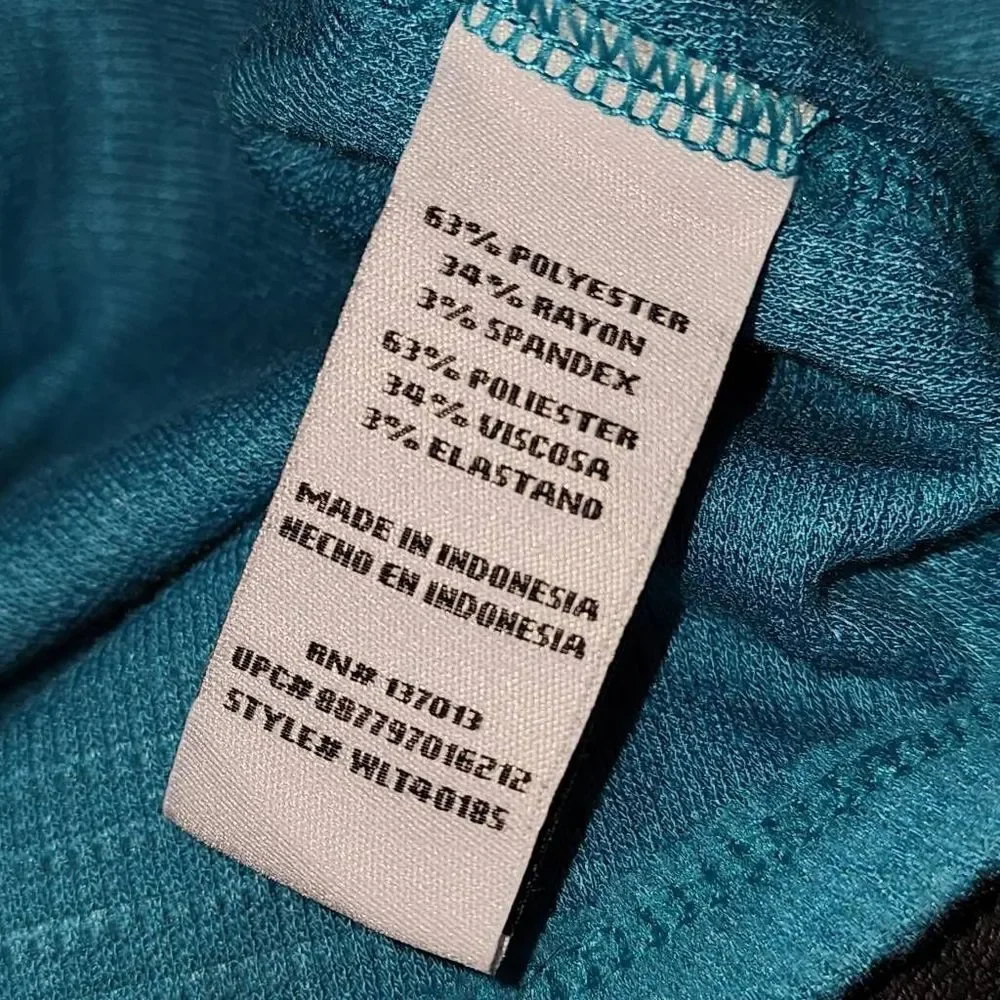 63% POLYESTER
34% RAYON
3% SPANDEX
63% POLIESTER
34% VISCOSA
3% ELASTANO
MADE IN INDONESIA
HECHO EN INDONESIA
RN# 137013
UPC# 887797016212
STYLE# WLT40185